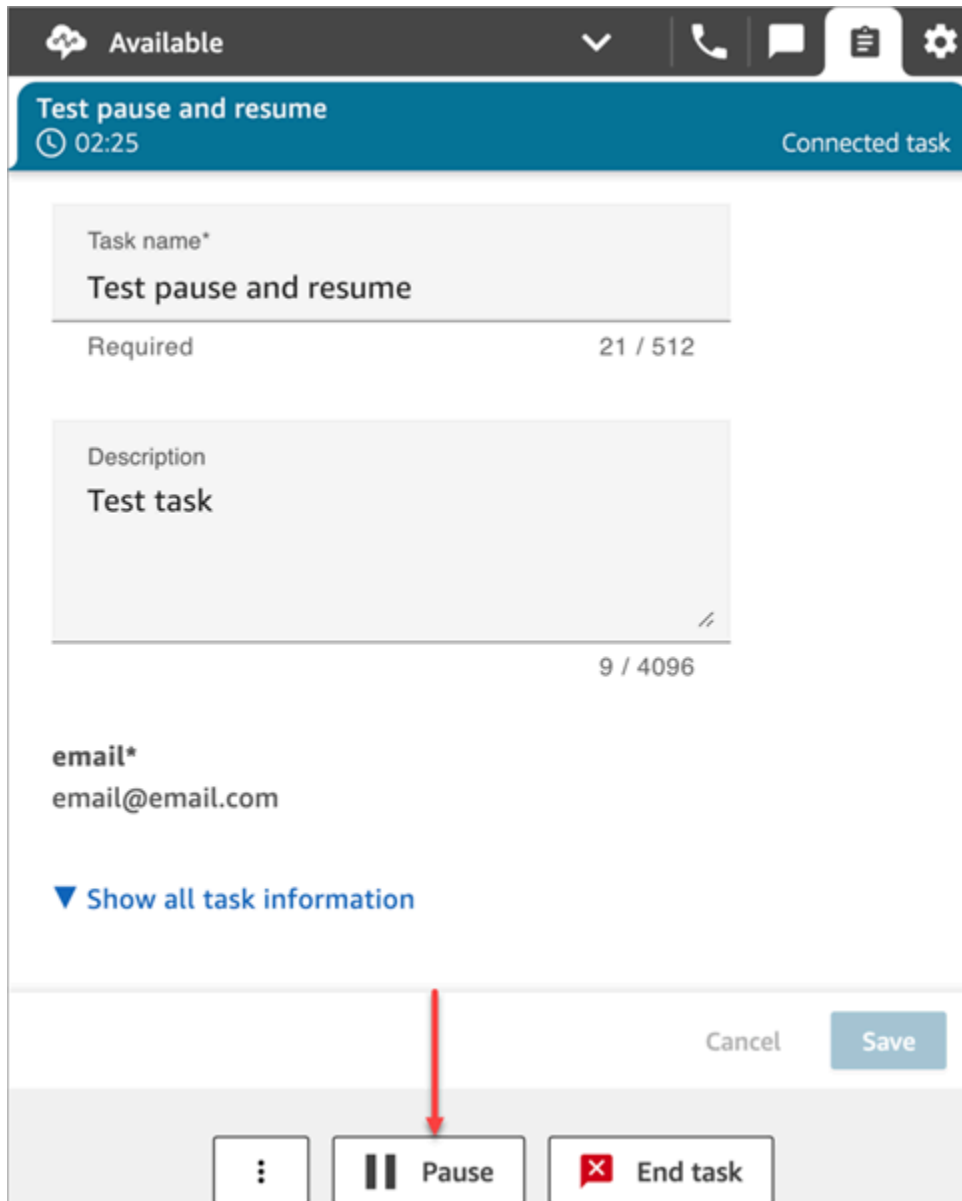 Available
Test pause and resume
02:25
Connected task
Task name*
Test pause and resume
Required 21 / 512
Description
Test task
9 / 4096
email*
email@email.com
Show all task information
Cancel Save
Pause End task